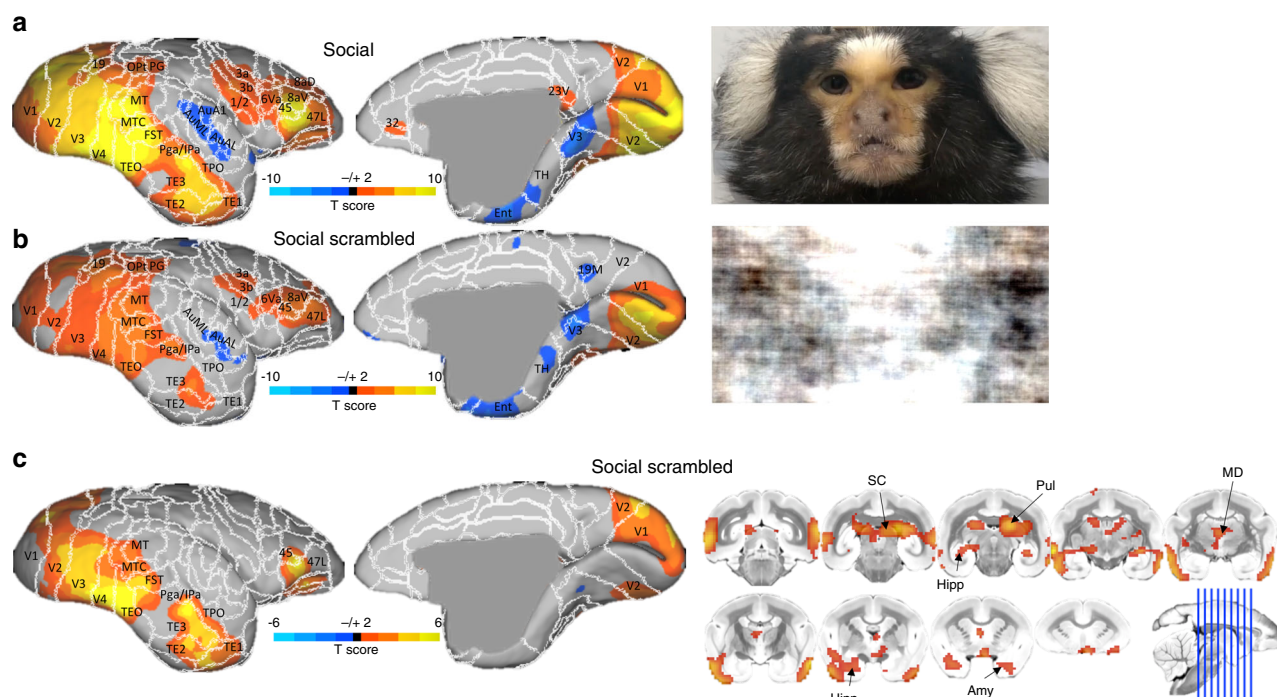 a
Social
19
OPt PG
3a
3b
1/2
6Va
8aD
8aV
45
47L
V1
V2
V3
V4
MT
MTC
FST
TEO
AuA1
AuML
AuAL
Pga/IPa
TPO
TE3
TE2
TE1
-10
–/+ 2
10
T score
32
23V
V2
V1
V3
V2
TH
Ent
b
Social scrambled
19
OPt PG
3a
3b
1/2
6Va
8aV
45
47L
V1
V2
V3
V4
MT
MTC
FST
TEO
AuML
AuAL
Pga/IPa
TPO
TE3
TE2
TE1
-10
–/+ 2
10
T score
19M
V2
V1
V3
V2
TH
Ent
c
Social scrambled
45
47L
V1
V2
V3
V4
MT
MTC
FST
TEO
Pga/IPa
TPO
TE3
TE2
TE1
-6
–/+ 2
6
T score
V2
V1
V2
SC
Pul
MD
Hipp
Hipp
Amy